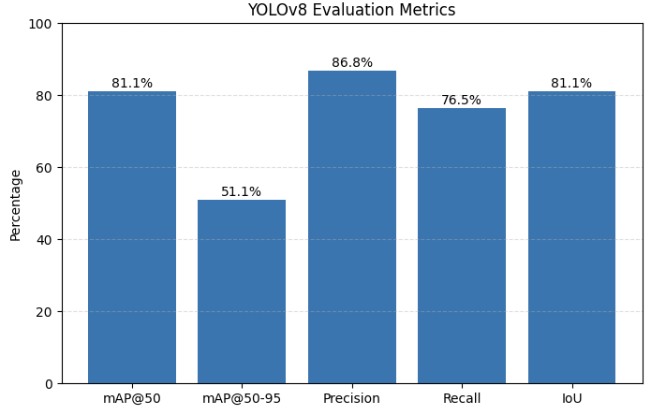 YOLOv8 Evaluation Metrics
100
80
60
40
20
0
Percentage
81.1%
51.1%
86.8%
76.5%
81.1%
mAP@50
mAP@50-95
Precision
Recall
IoU